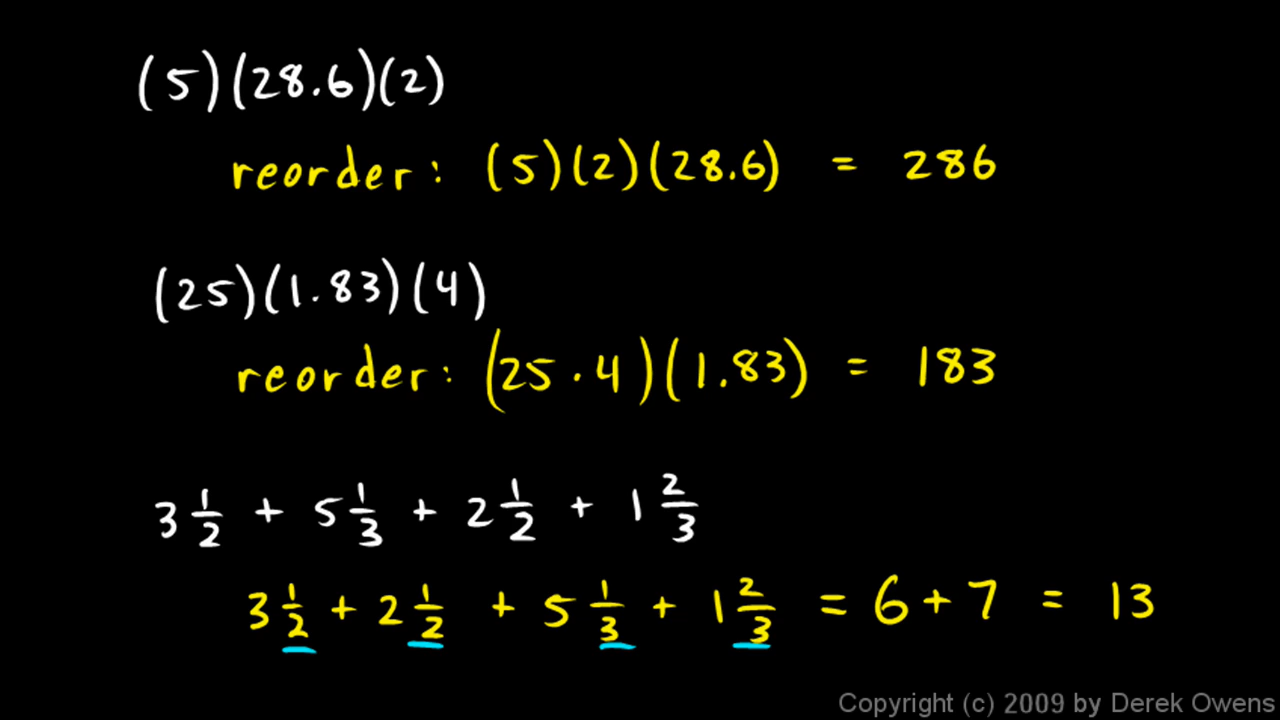 (5)(28.6)(2)
reorder: (5)(2)(28.6) = 286
(25)(1.83)(4)
reorder: (25 · 4)(1.83) = 183
3 1/2 + 5 1/3 + 2 1/2 + 1 2/3
3 1/2 + 2 1/2 + 5 1/3 + 1 2/3 = 6 + 7 = 13
Copyright (c) 2009 by Derek Owens